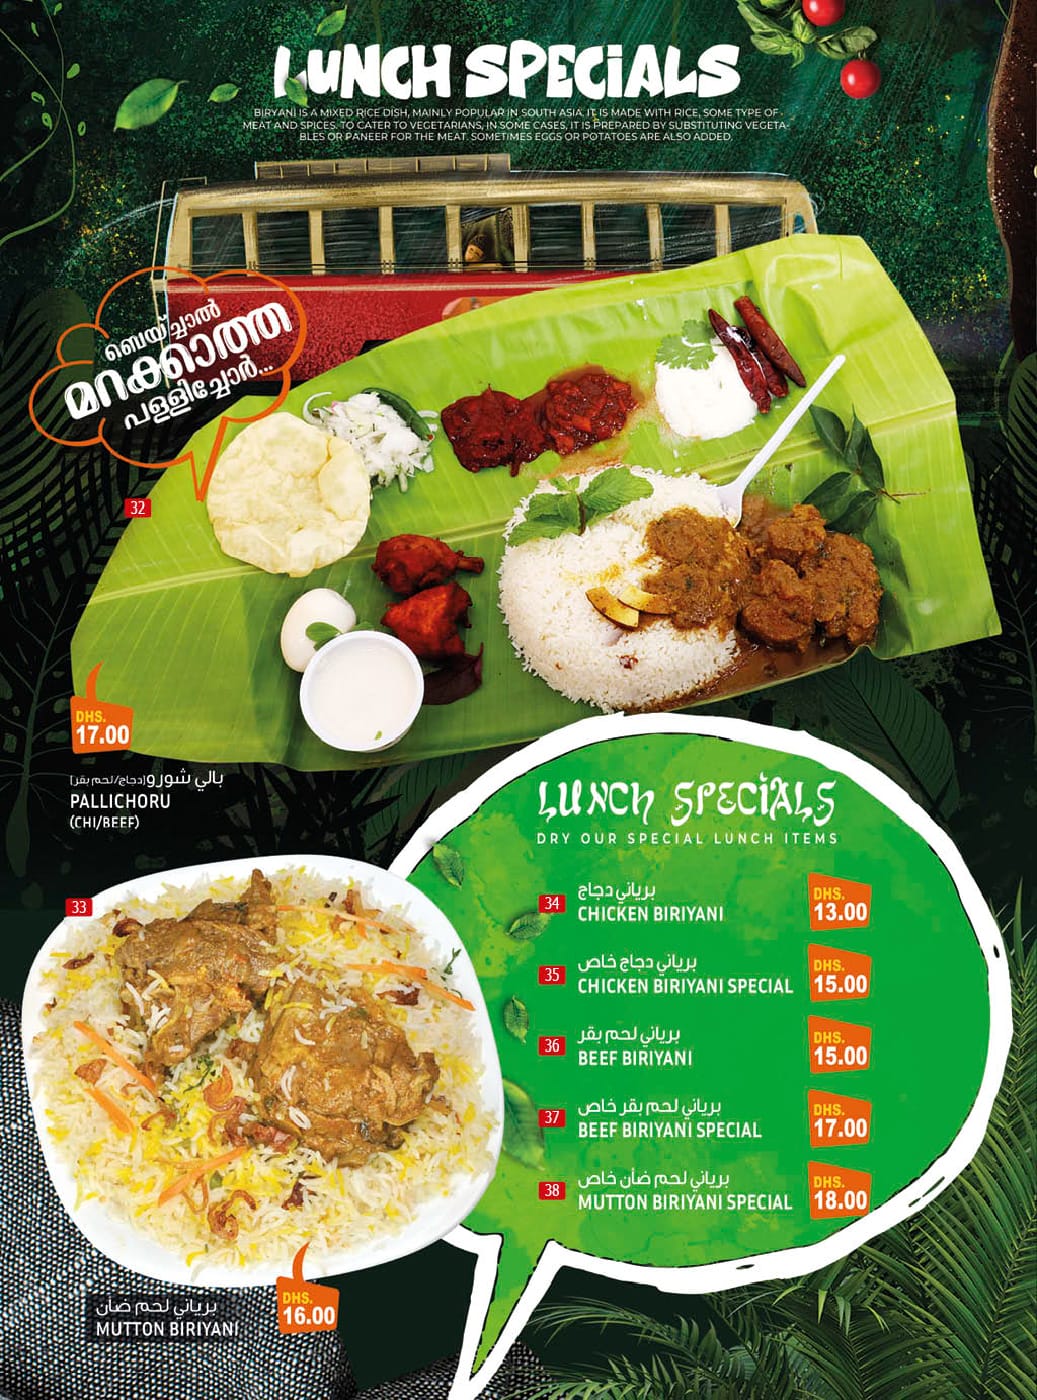 LUNCH SPECIALS
BIRYANI IS A MIXED RICE DISH, MAINLY POPULAR IN SOUTH ASIA. IT IS MADE WITH RICE, SOME TYPE OF
MEAT AND SPICES. TO CATER TO VEGETARIANS, IN SOME CASES, IT IS PREPARED BY SUBSTITUTING VEGETA-
BLES OR PANEER FOR THE MEAT. SOMETIMES EGGS OR POTATOES ARE ALSO ADDED.
ബെയ്ച്ചാൽ
മറക്കാത്ത
പള്ളിച്ചോർ...
32
DHS.
17.00
بالي شورو(دجاج/لحم بقر)
PALLICHORU
(CHI/BEEF)
33
برياني لحم ضأن
MUTTON BIRIYANI
DHS.
16.00
LUNCH SPECIALS
DRY OUR SPECIAL LUNCH ITEMS
34
برياني دجاج
CHICKEN BIRIYANI
DHS.
13.00
35
برياني دجاج خاص
CHICKEN BIRIYANI SPECIAL
DHS.
15.00
36
برياني لحم بقر
BEEF BIRIYANI
DHS.
15.00
37
برياني لحم بقر خاص
BEEF BIRIYANI SPECIAL
DHS.
17.00
38
برياني لحم ضأن خاص
MUTTON BIRIYANI SPECIAL
DHS.
18.00